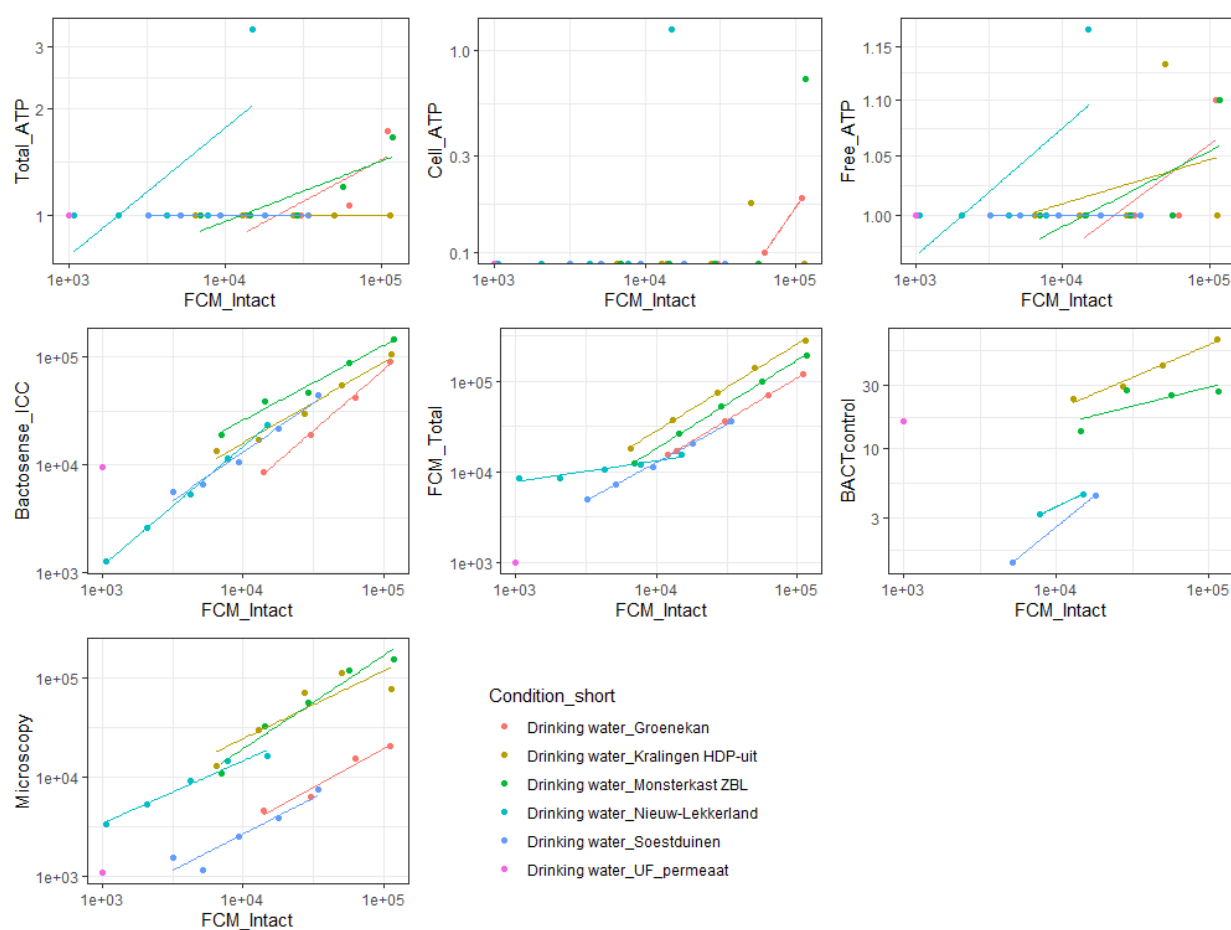 Total_ATP
3
2
1
1e+03
1e+04
1e+05
FCM_Intact
Cell_ATP
1.0
0.3
0.1
1e+03
1e+04
1e+05
FCM_Intact
Free_ATP
1.15
1.10
1.05
1.00
1e+03
1e+04
1e+05
FCM_Intact
Bactosense_ICC
1e+05
1e+04
1e+03
1e+03
1e+04
1e+05
FCM_Intact
FCM_Total
1e+05
1e+04
1e+03
1e+03
1e+04
1e+05
FCM_Intact
BACTcontrol
30
10
3
1e+03
1e+04
1e+05
FCM_Intact
Microscopy
1e+05
1e+04
1e+03
1e+03
1e+04
1e+05
FCM_Intact
Condition_short
Drinking water_Groenekan
Drinking water_Kralingen HDP-uit
Drinking water_Monsterkast ZBL
Drinking water_Nieuw-Lekkerland
Drinking water_Soestduinen
Drinking water_UF_permeaat